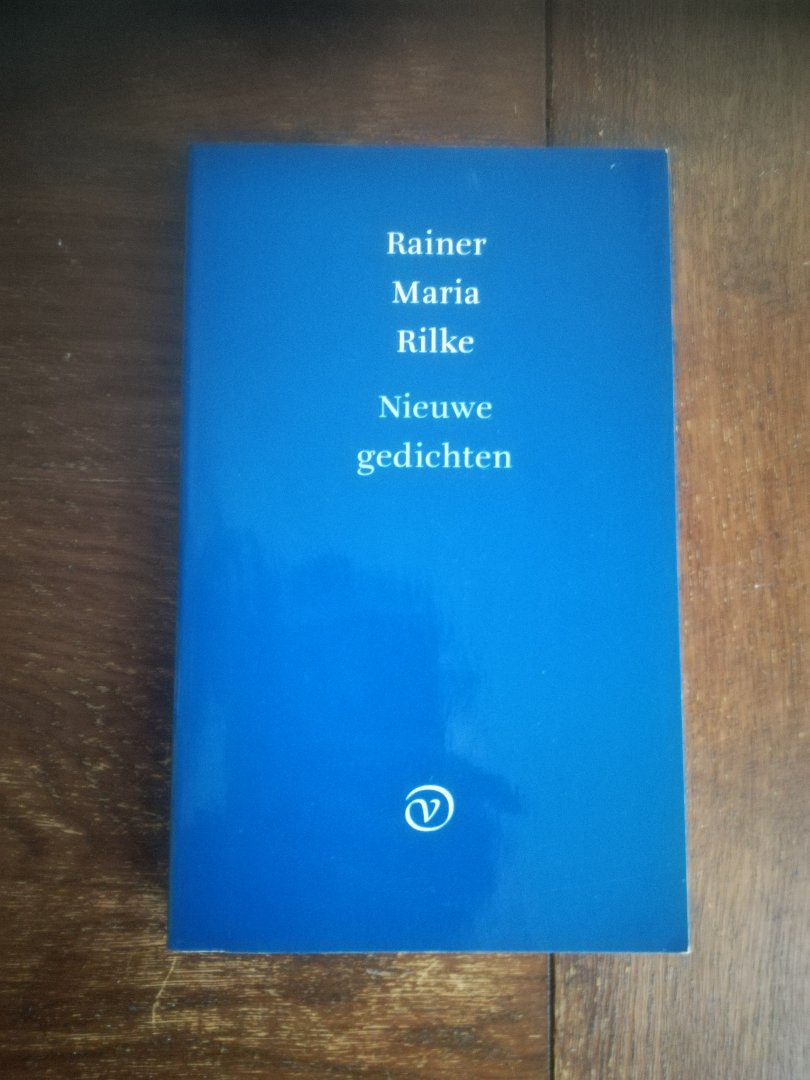 Rainer
Maria
Rilke
Nieuwe
gedichten
v